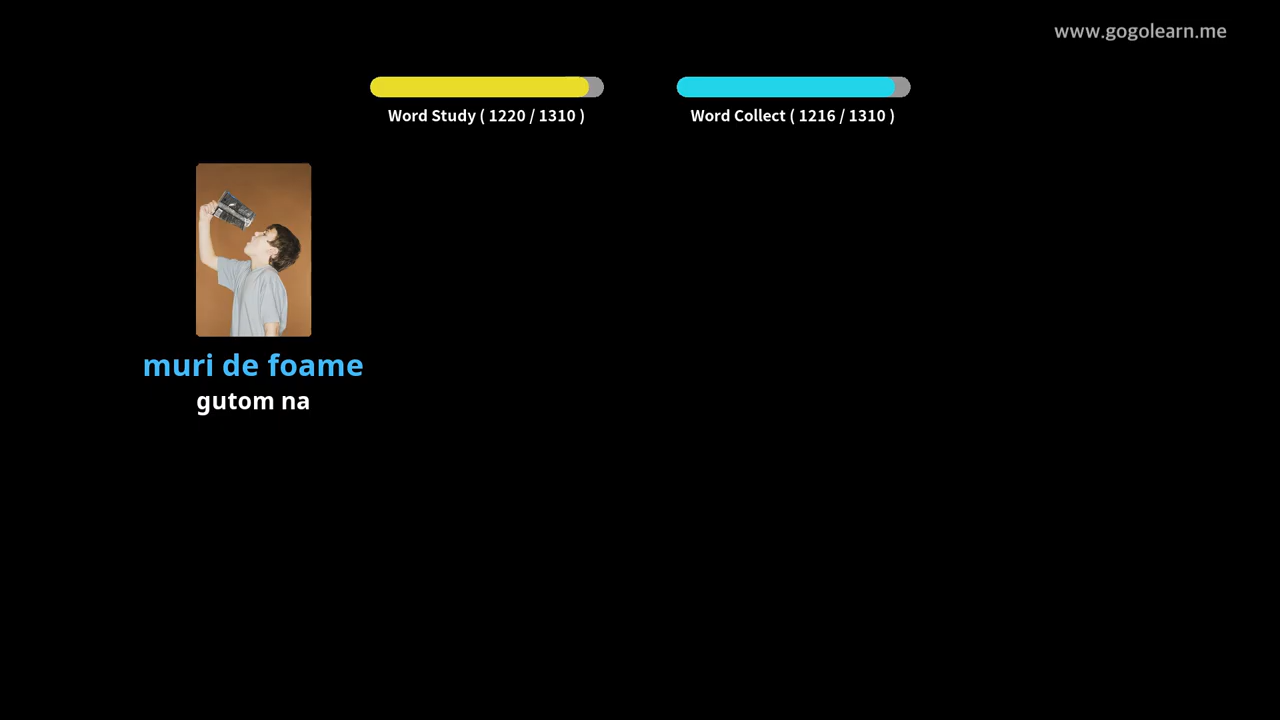 www.gogolearn.me
Word Study ( 1220 / 1310 )
Word Collect ( 1216 / 1310 )
muri de foame
gutom na